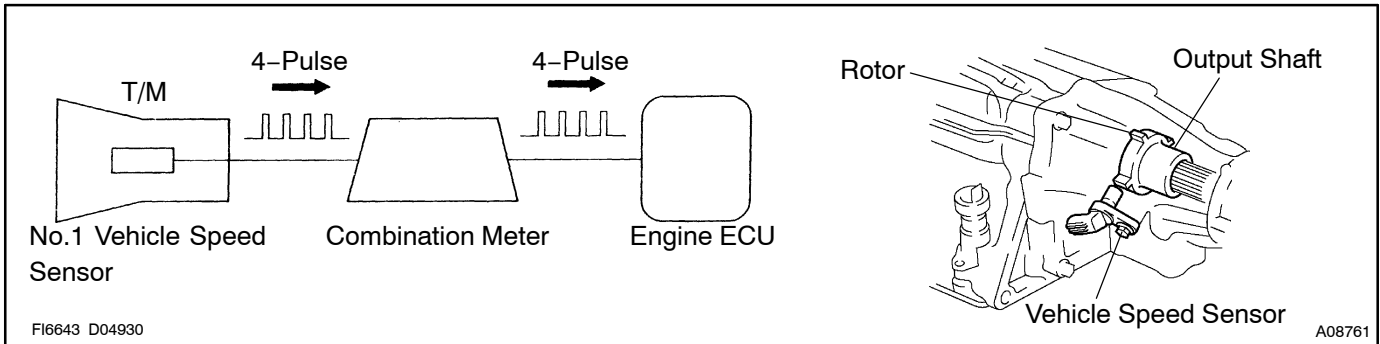 4–Pulse
4–Pulse
T/M
No.1 Vehicle Speed
Sensor
Combination Meter
Engine ECU
FI6643 D04930
Rotor
Output Shaft
Vehicle Speed Sensor
A08761